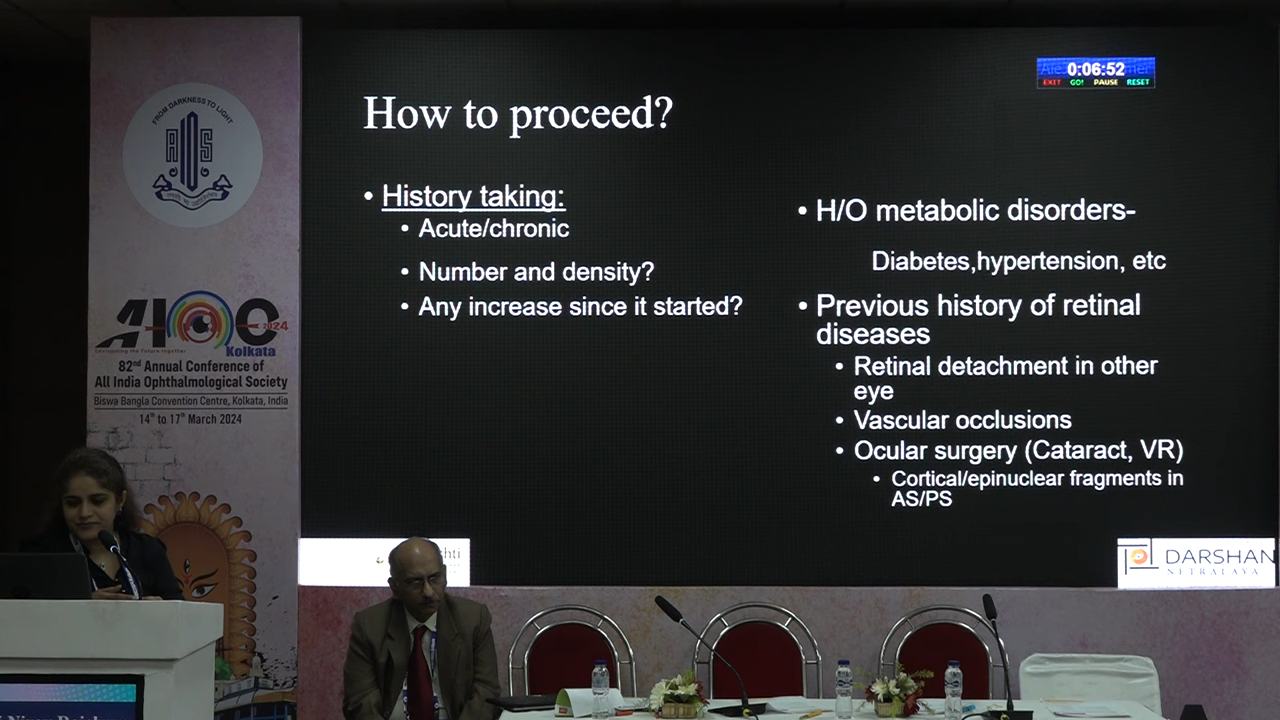 FROM DARKNESS TO LIGHT
AIOS
AIOC 2024
Kolkata
82nd Annual Conference of
All India Ophthalmological Society
Biswa Bangla Convention Centre, Kolkata, India
14th to 17th March 2024
0:06:52
EXIT GO! PAUSE RESET
How to proceed?
• History taking:
• Acute/chronic
• Number and density?
• Any increase since it started?
• H/O metabolic disorders-
Diabetes,hypertension, etc
• Previous history of retinal
diseases
• Retinal detachment in other
eye
• Vascular occlusions
• Ocular surgery (Cataract, VR)
• Cortical/epinuclear fragments in
AS/PS
DARSHAN
NETRALAYA